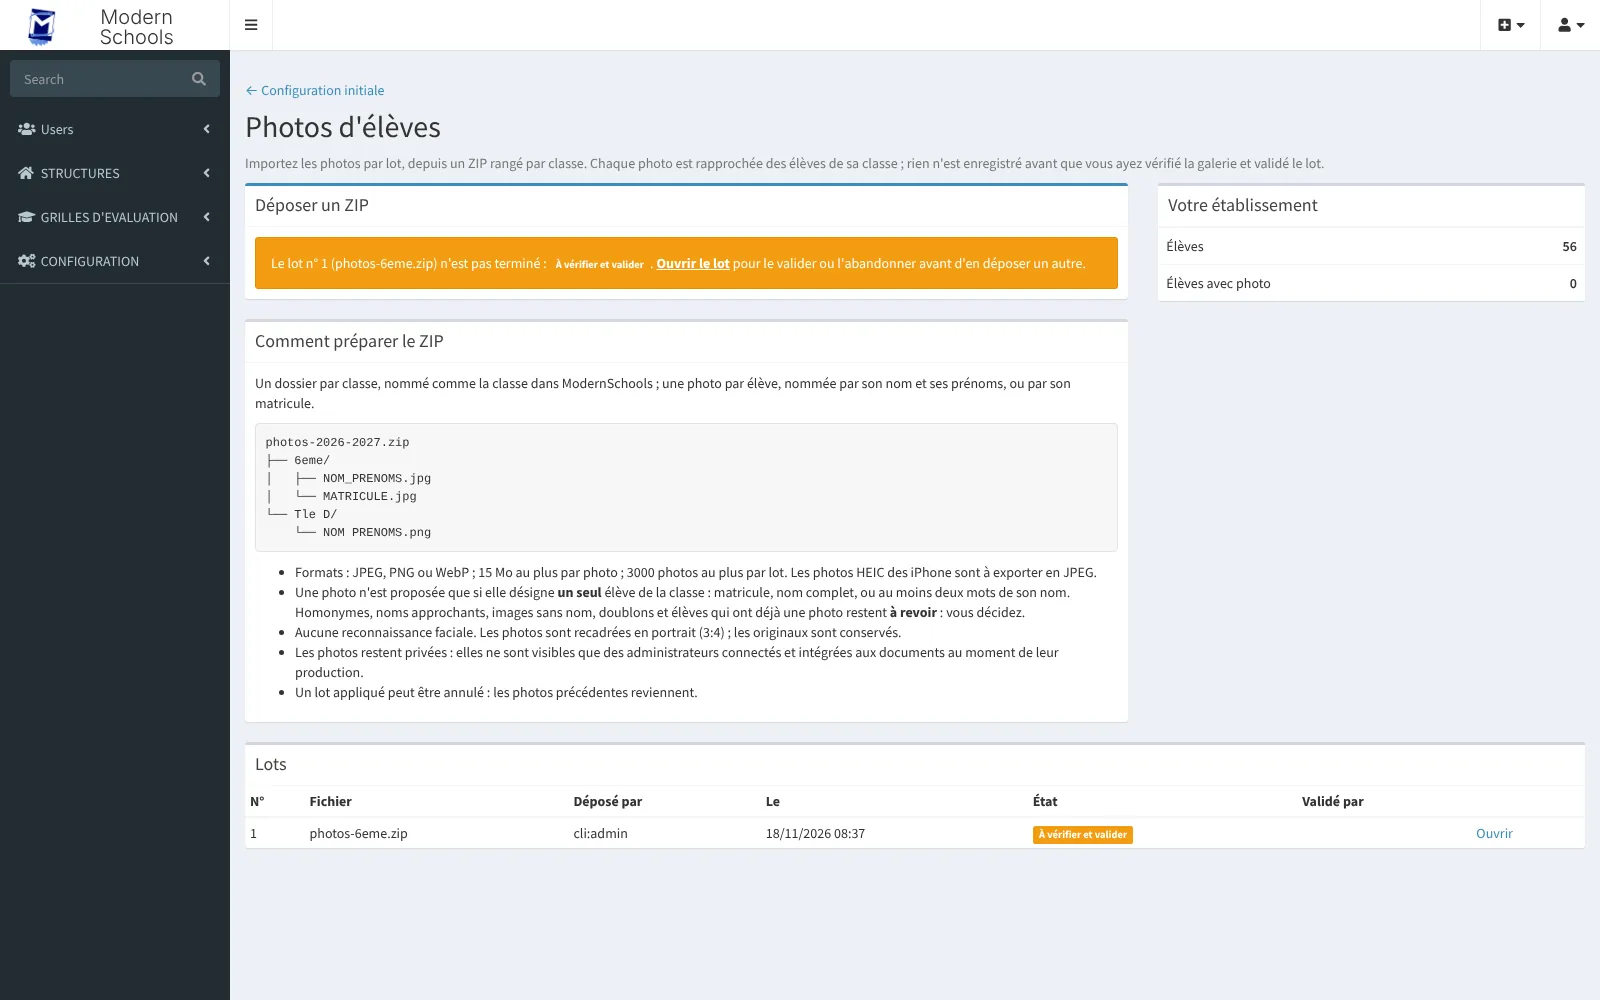 Modern
Schools
Search
Users
STRUCTURES
GRILLES D'EVALUATION
CONFIGURATION
← Configuration initiale
Photos d'élèves
Importez les photos par lot, depuis un ZIP rangé par classe. Chaque photo est rapprochée des élèves de sa classe ; rien n'est enregistré avant que vous ayez vérifié la galerie et validé le lot.
Déposer un ZIP
Le lot n° 1 (photos-6eme.zip) n'est pas terminé : À vérifier et valider . Ouvrir le lot pour le valider ou l'abandonner avant d'en déposer un autre.
Votre établissement
Élèves 56
Élèves avec photo 0
Comment préparer le ZIP
Un dossier par classe, nommé comme la classe dans ModernSchools ; une photo par élève, nommée par son nom et ses prénoms, ou par son
matricule.
photos-2026-2027.zip
├── 6eme/
│   ├── NOM_PRENOMS.jpg
│   └── MATRICULE.jpg
└── Tle D/
    └── NOM PRENOMS.png
• Formats : JPEG, PNG ou WebP ; 15 Mo au plus par photo ; 3000 photos au plus par lot. Les photos HEIC des iPhone sont à exporter en JPEG.
• Une photo n'est proposée que si elle désigne un seul élève de la classe : matricule, nom complet, ou au moins deux mots de son nom.
Homonymes, noms approchants, images sans nom, doublons et élèves qui ont déjà une photo restent à revoir : vous décidez.
• Aucune reconnaissance faciale. Les photos sont recadrées en portrait (3:4) ; les originaux sont conservés.
• Les photos restent privées : elles ne sont visibles que des administrateurs connectés et intégrées aux documents au moment de leur
production.
• Un lot appliqué peut être annulé : les photos précédentes reviennent.
Lots
N° Fichier Déposé par Le État Validé par
1 photos-6eme.zip cli:admin 18/11/2026 08:37 À vérifier et valider Ouvrir